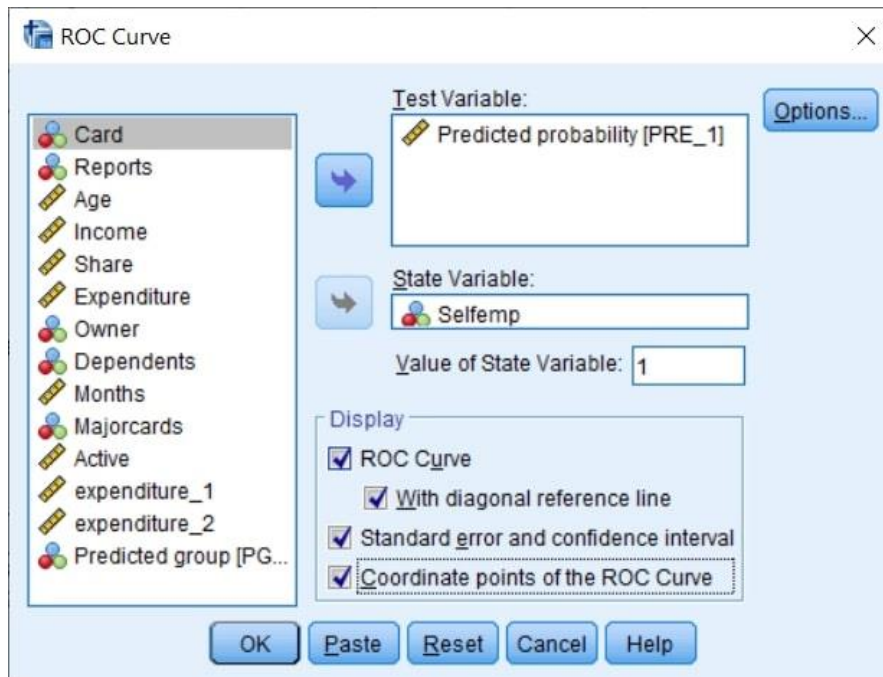 ROC Curve
Card
Reports
Age
Income
Share
Expenditure
Owner
Dependents
Months
Majorcards
Active
expenditure_1
expenditure_2
Predicted group [PG...
Test Variable:
Predicted probability [PRE_1]
Options...
State Variable:
Selfemp
Value of State Variable: 1
Display
ROC Curve
With diagonal reference line
Standard error and confidence interval
Coordinate points of the ROC Curve
OK Paste Reset Cancel Help